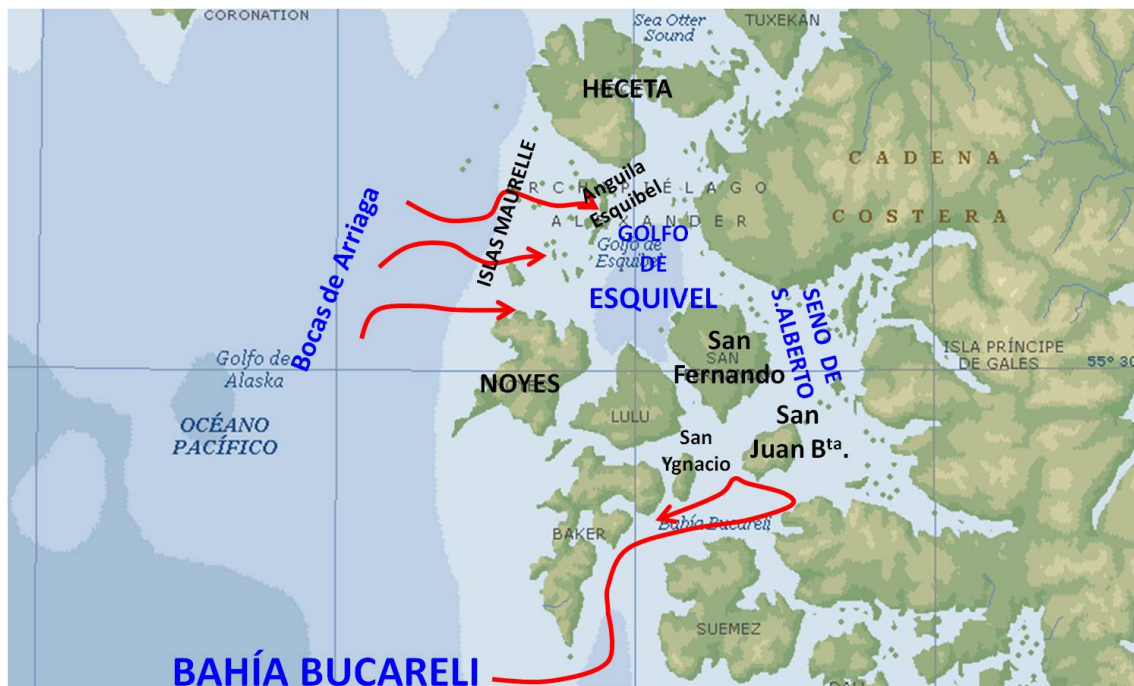 CORONATION
Sea Otter
Sound
TUXEKAN
HECETA
ISLAS MAURELLE
Anguila
Esquibel
ARCHIPIÉLAGO
ALEXANDER
CADENA
COSTERA
Bocas de Arriaga
GOLFO
DE
ESQUIVEL
Golfo de
Esquibel
SENO DE
S.ALBERTO
San
Fernando
SAN
ISLA PRÍNCIPE
DE GALES
55° 30
Golfo de
Alaska
NOYES
LULU
OCÉANO
PACÍFICO
San
Juan Bta.
San
Ygnacio
Bahía Bucareli
BAKER
SUEMEZ
BAHÍA BUCARELI